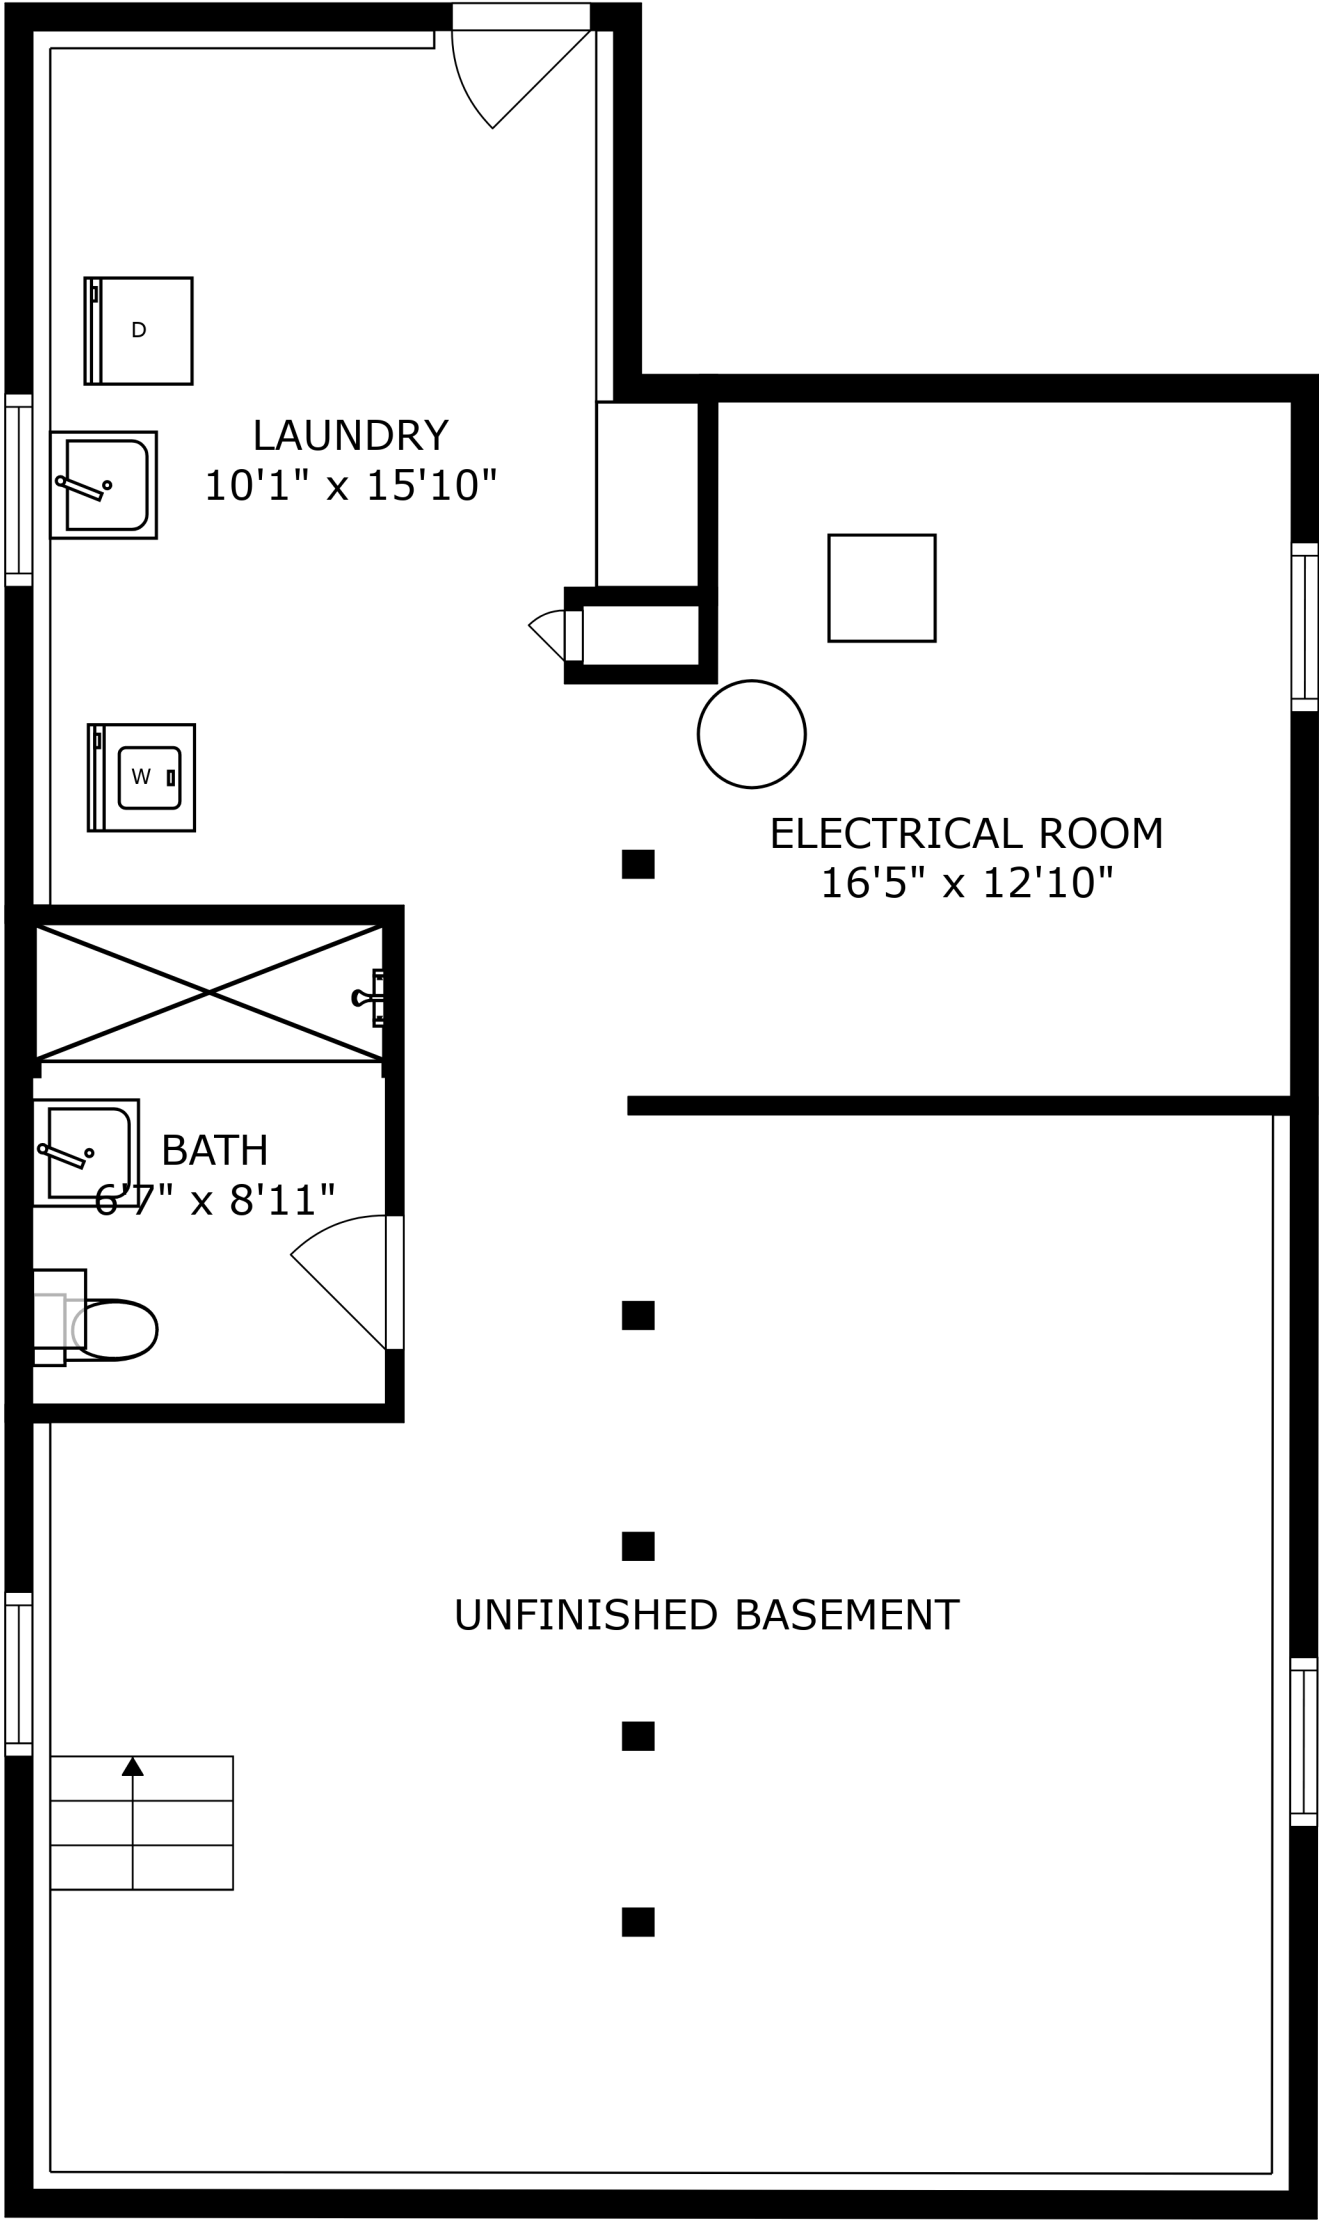 D
LAUNDRY
10'1" x 15'10"
W
ELECTRICAL ROOM
16'5" x 12'10"
BATH
6'7" x 8'11"
UNFINISHED BASEMENT